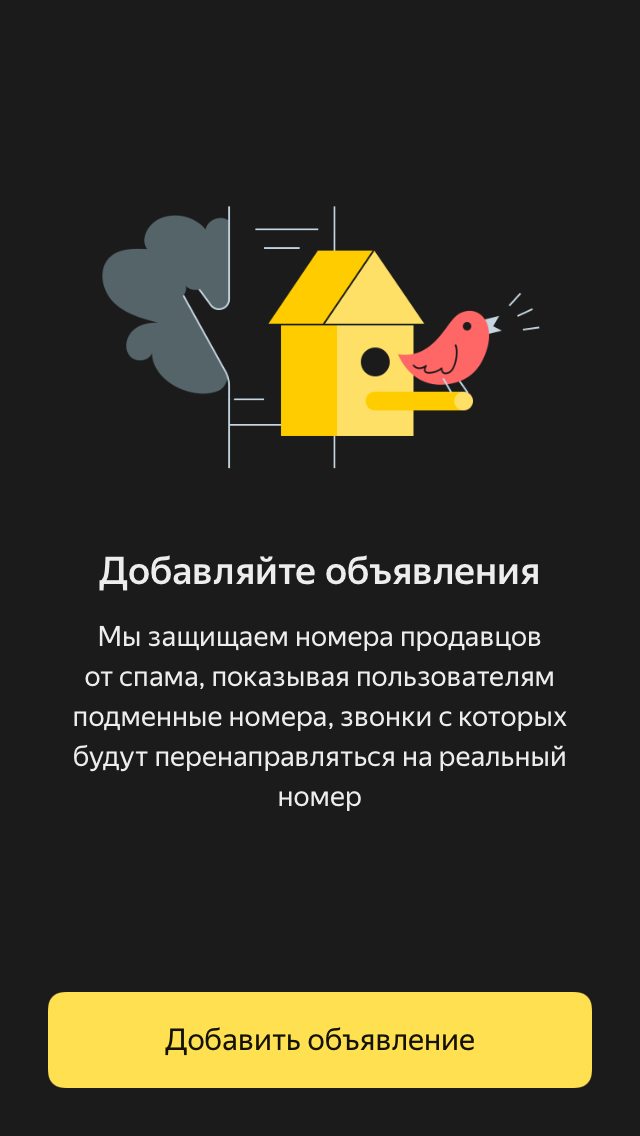 Добавляйте объявления
Мы защищаем номера продавцов
от спама, показывая пользователям
подменные номера, звонки с которых
будут перенаправляться на реальный
номер
Добавить объявление